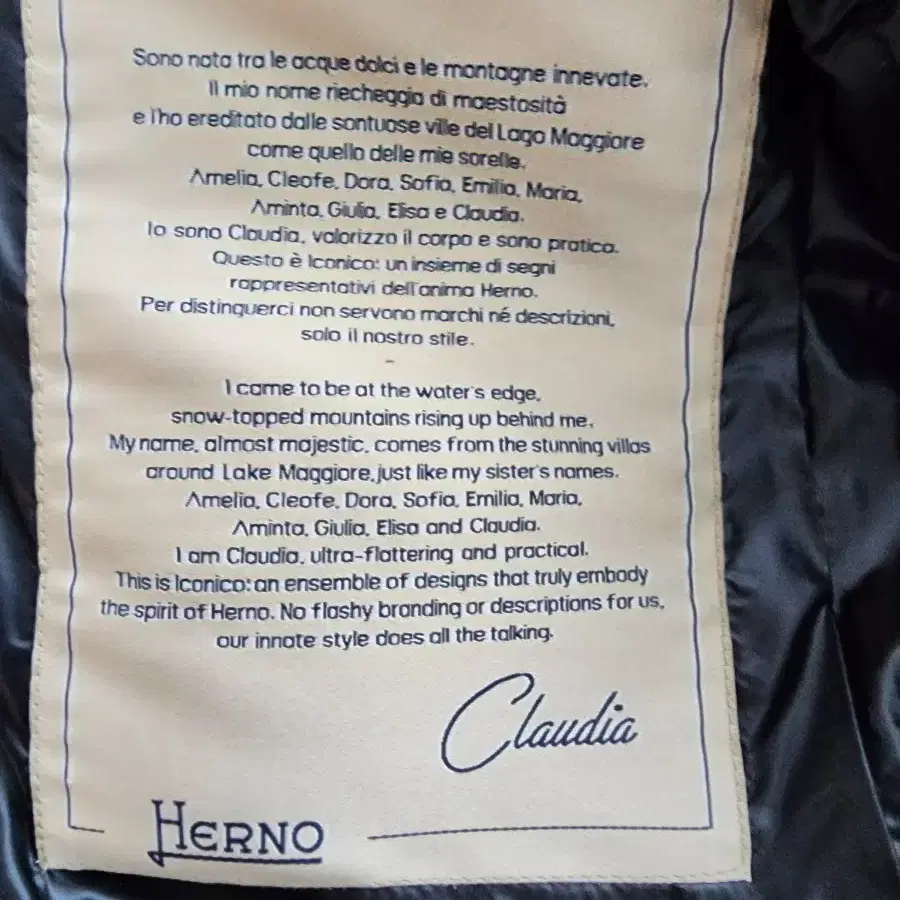 Sono nata tra le acque dolci e le montagne innevate.
Il mio nome riecheggia di maestosità
e l'ho ereditato dalle sontuose ville del Lago Maggiore
come quello delle mie sorelle.
Amelia, Cleofe, Dora, Sofia, Emilia, Maria,
Aminta, Giulia, Elisa e Claudia.
Io sono Claudia, valorizzo il corpo e sono pratica.
Questo è Iconico: un insieme di segni
rappresentativi dell'anima Herno.
Per distinguerci non servono marchi né descrizioni,
solo il nostro stile.
-
I came to be at the water's edge,
snow-topped mountains rising up behind me.
My name, almost majestic, comes from the stunning villas
around Lake Maggiore, just like my sister's names.
Amelia, Cleofe, Dora, Sofia, Emilia, Maria,
Aminta, Giulia, Elisa and Claudia.
I am Claudia, ultra-flattering and practical.
This is Iconico: an ensemble of designs that truly embody
the spirit of Herno. No flashy branding or descriptions for us,
our innate style does all the talking.
Claudia
HERNO